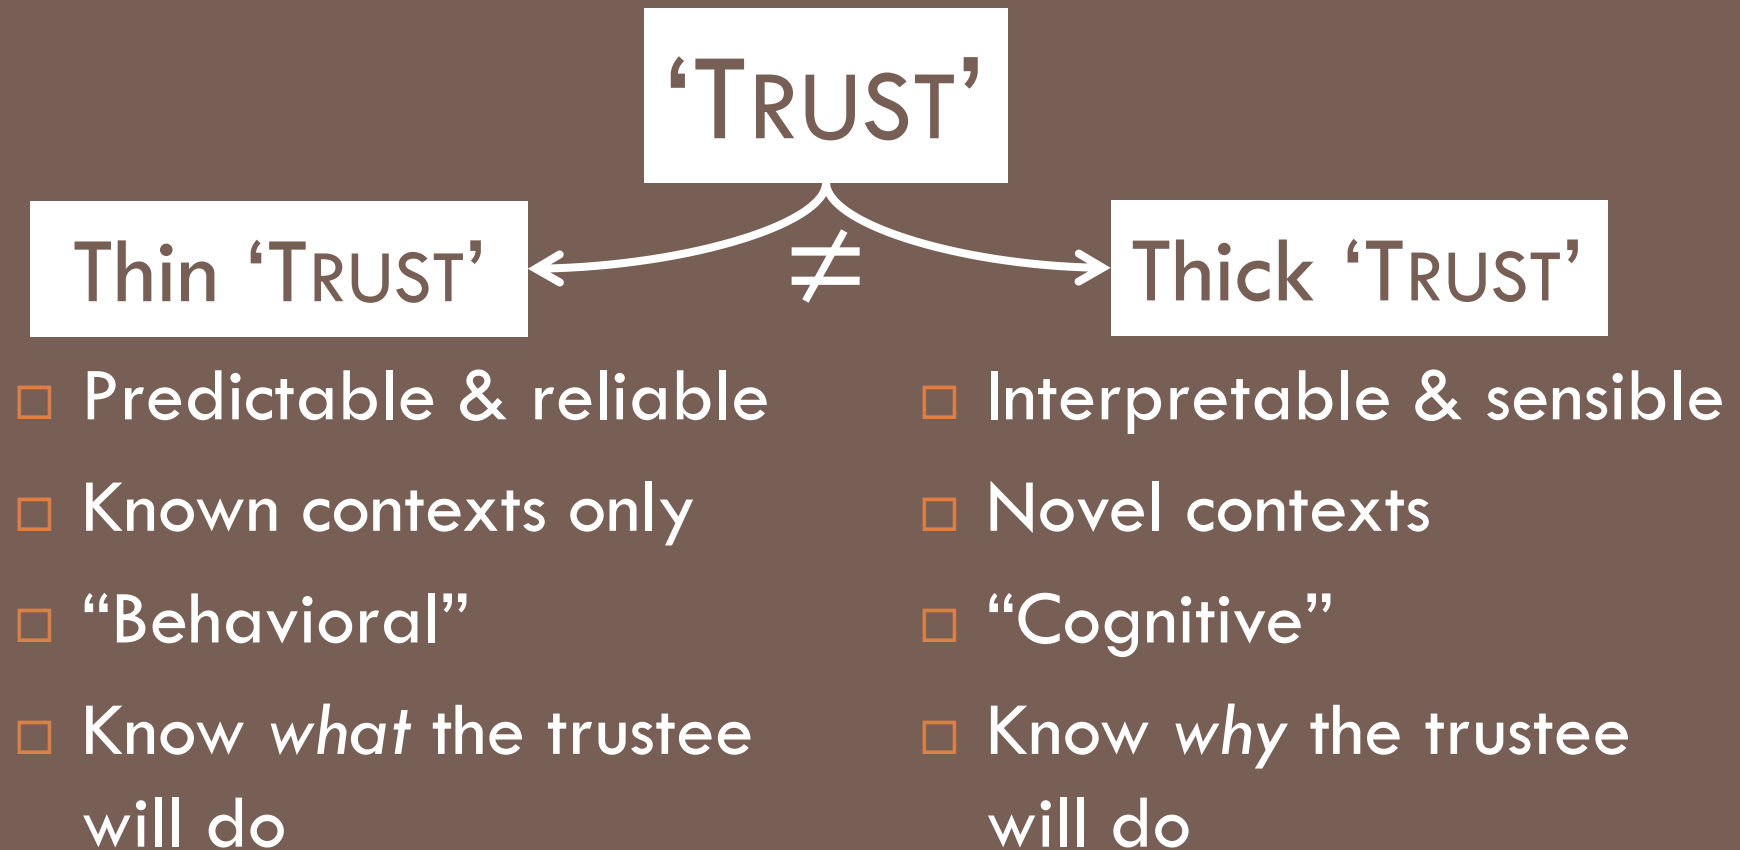 ‘TRUST’
Thin ‘TRUST’
≠
Thick ‘TRUST’
Predictable & reliable
Known contexts only
“Behavioral”
Know what the trustee
will do
Interpretable & sensible
Novel contexts
“Cognitive”
Know why the trustee
will do